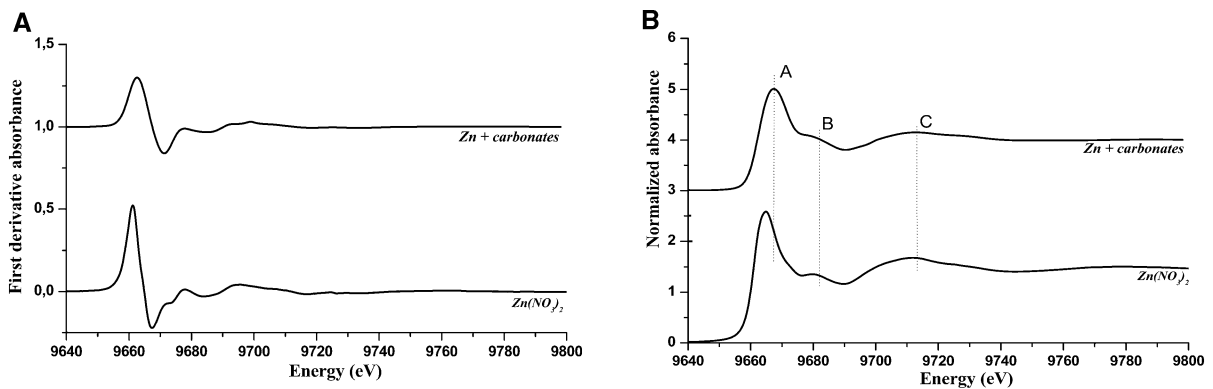 A
First derivative absorbance
1,5
1,0
0,5
0,0
Zn + carbonates
Zn(NO3)2
9640 9660 9680 9700 9720 9740 9760 9780 9800
Energy (eV)
B
Normalized absorbance
6
5
4
3
2
1
0
A
B
C
Zn + carbonates
Zn(NO3)2
9640 9660 9680 9700 9720 9740 9760 9780 9800
Energy (eV)